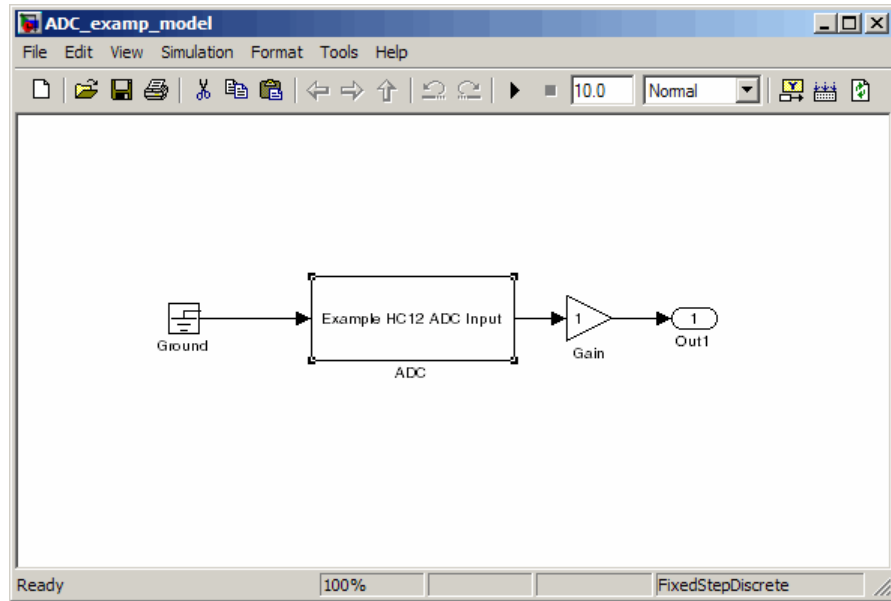 ADC_examp_model
File Edit View Simulation Format Tools Help
10.0 Normal
Example HC12 ADC Input
1
1
Ground
Gain
Out1
ADC
Ready 100% FixedStepDiscrete